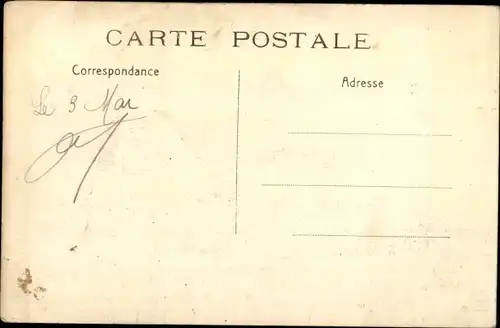 CARTE POSTALE
Correspondance
Adresse
Le 3 Mai